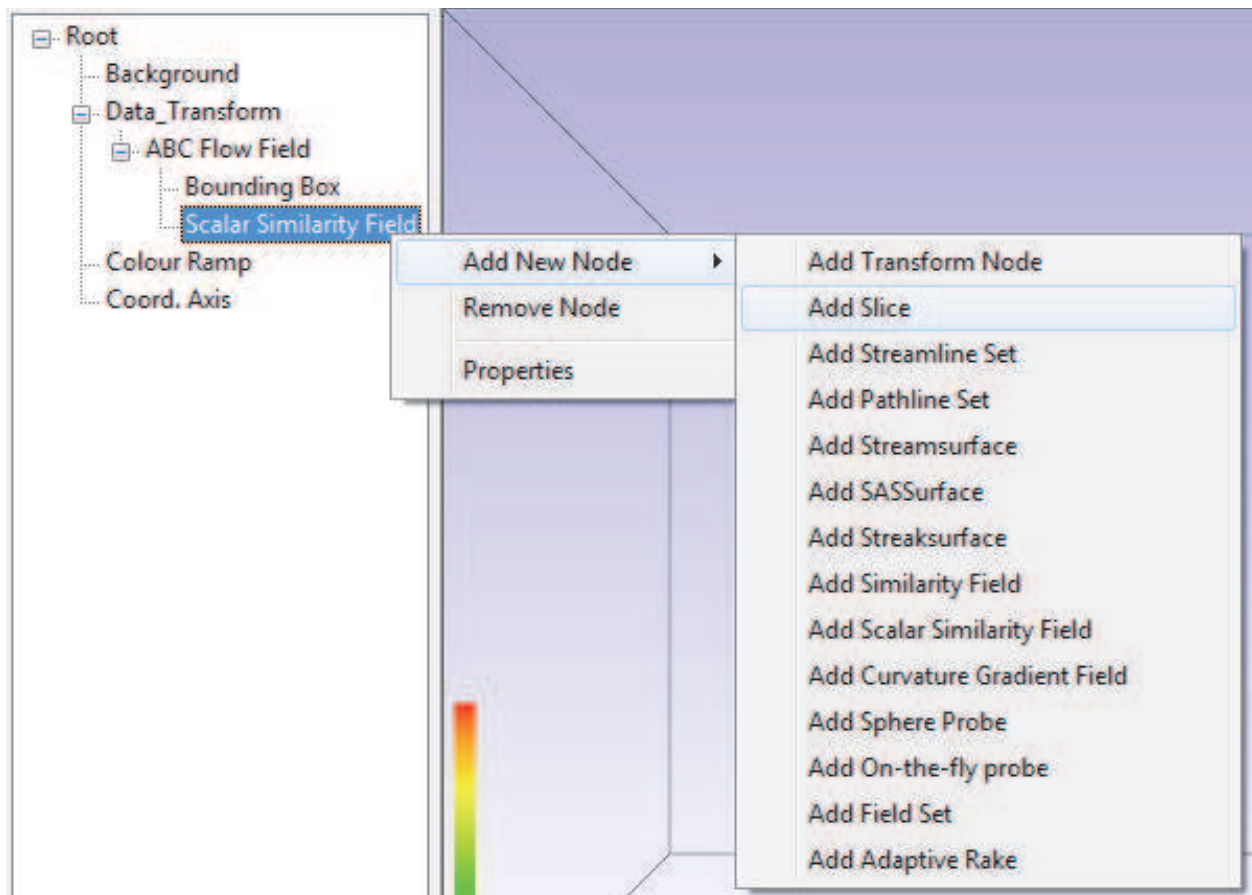 Root
Background
Data_Transform
ABC Flow Field
Bounding Box
Scalar Similarity Field
Colour Ramp
Coord. Axis
Add New Node
Remove Node
Properties
Add Transform Node
Add Slice
Add Streamline Set
Add Pathline Set
Add Streamsurface
Add SASSurface
Add Streaksurface
Add Similarity Field
Add Scalar Similarity Field
Add Curvature Gradient Field
Add Sphere Probe
Add On-the-fly probe
Add Field Set
Add Adaptive Rake